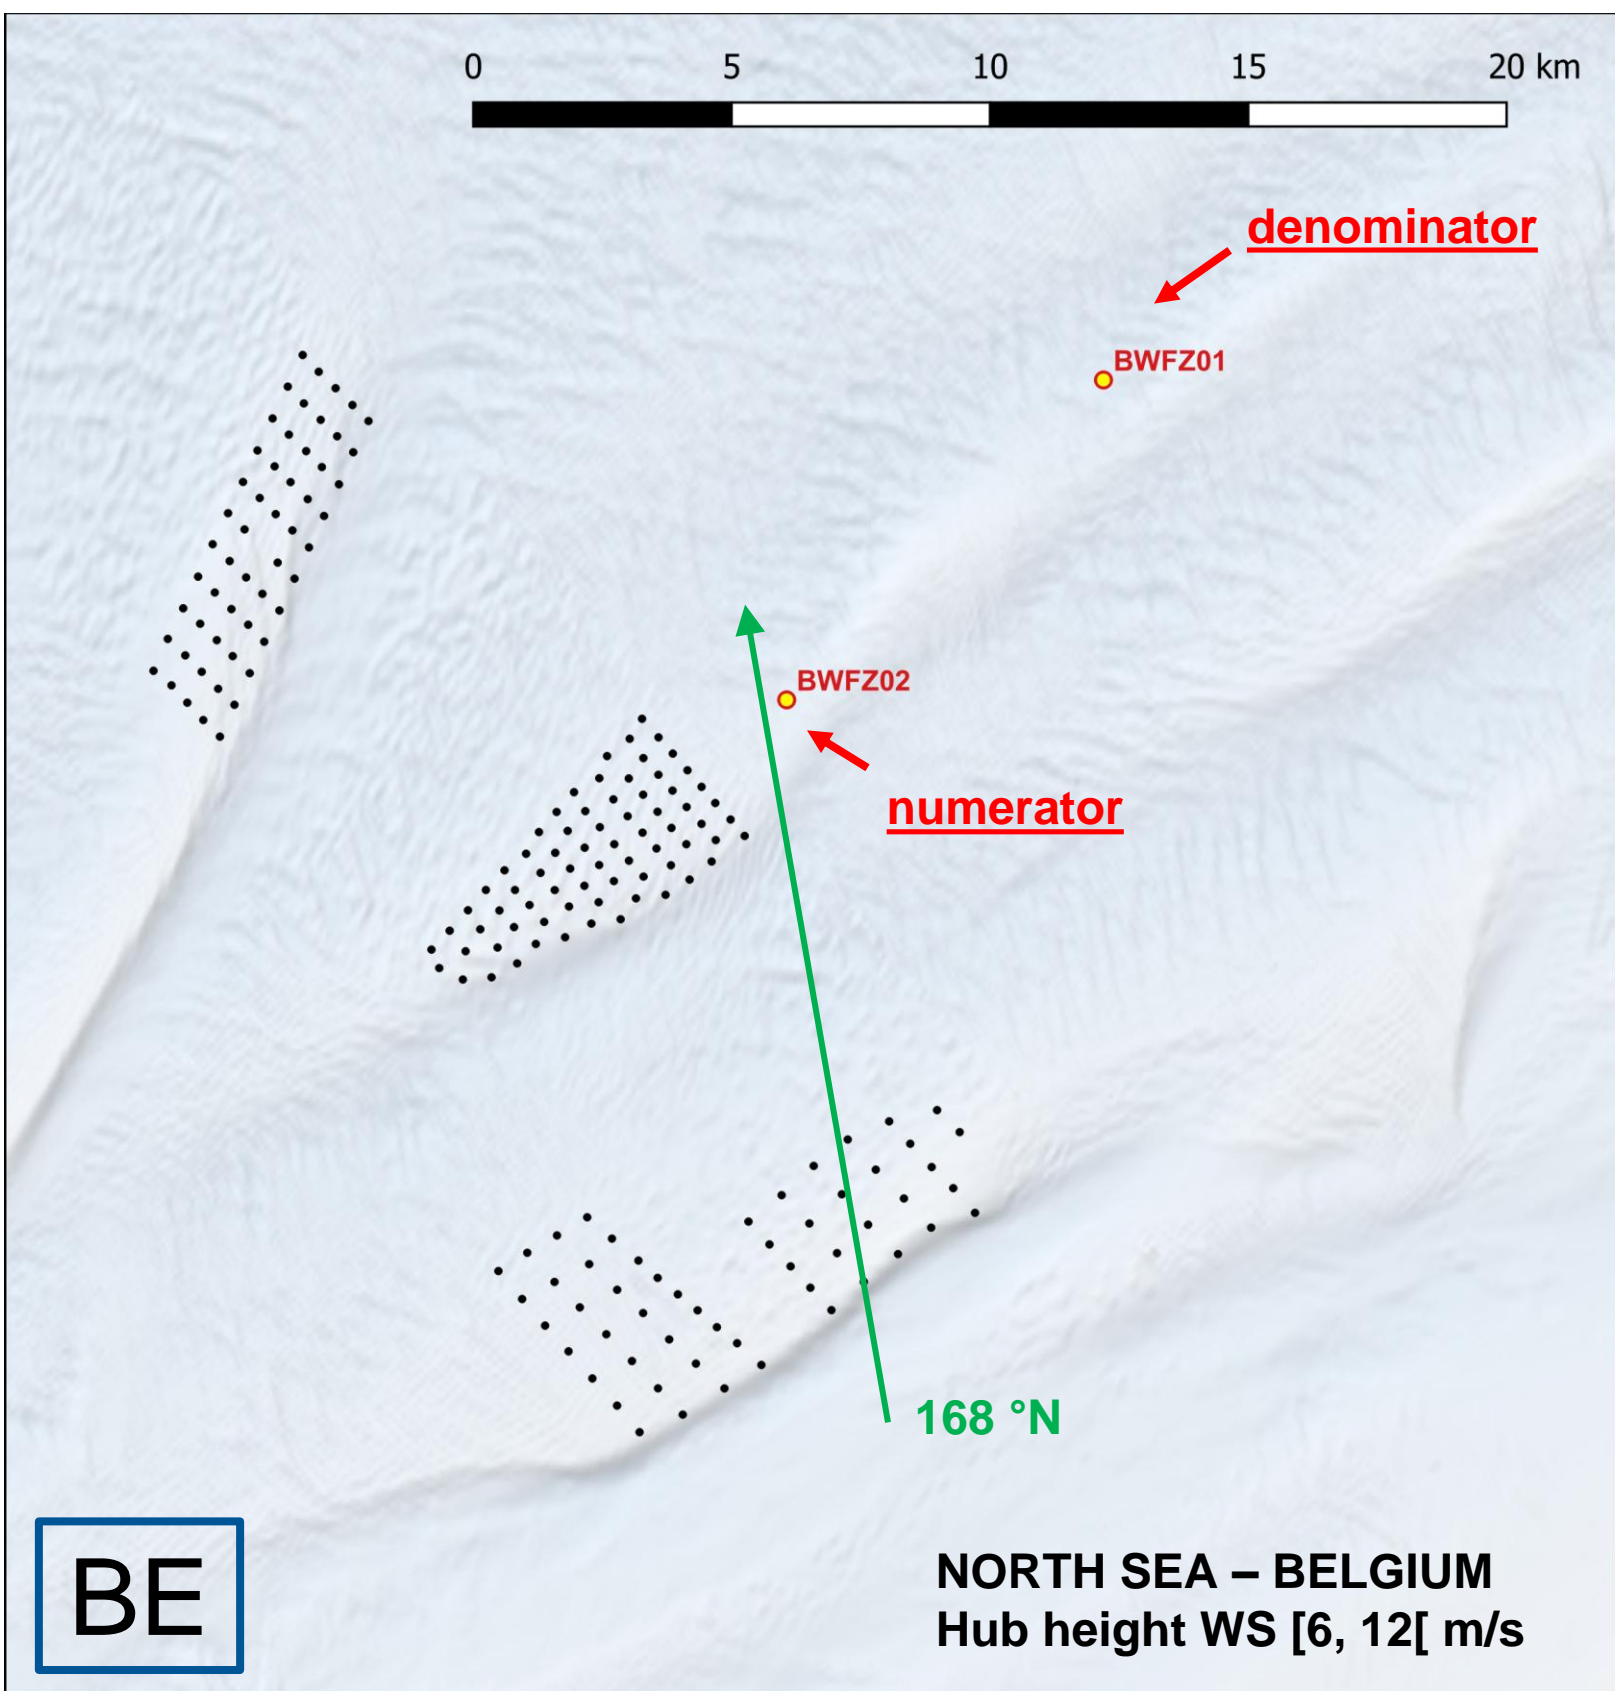 0 5 10 15 20 km
denominator
BWFZ01
BWFZ02
numerator
168 °N
BE
NORTH SEA – BELGIUM
Hub height WS [6, 12[ m/s